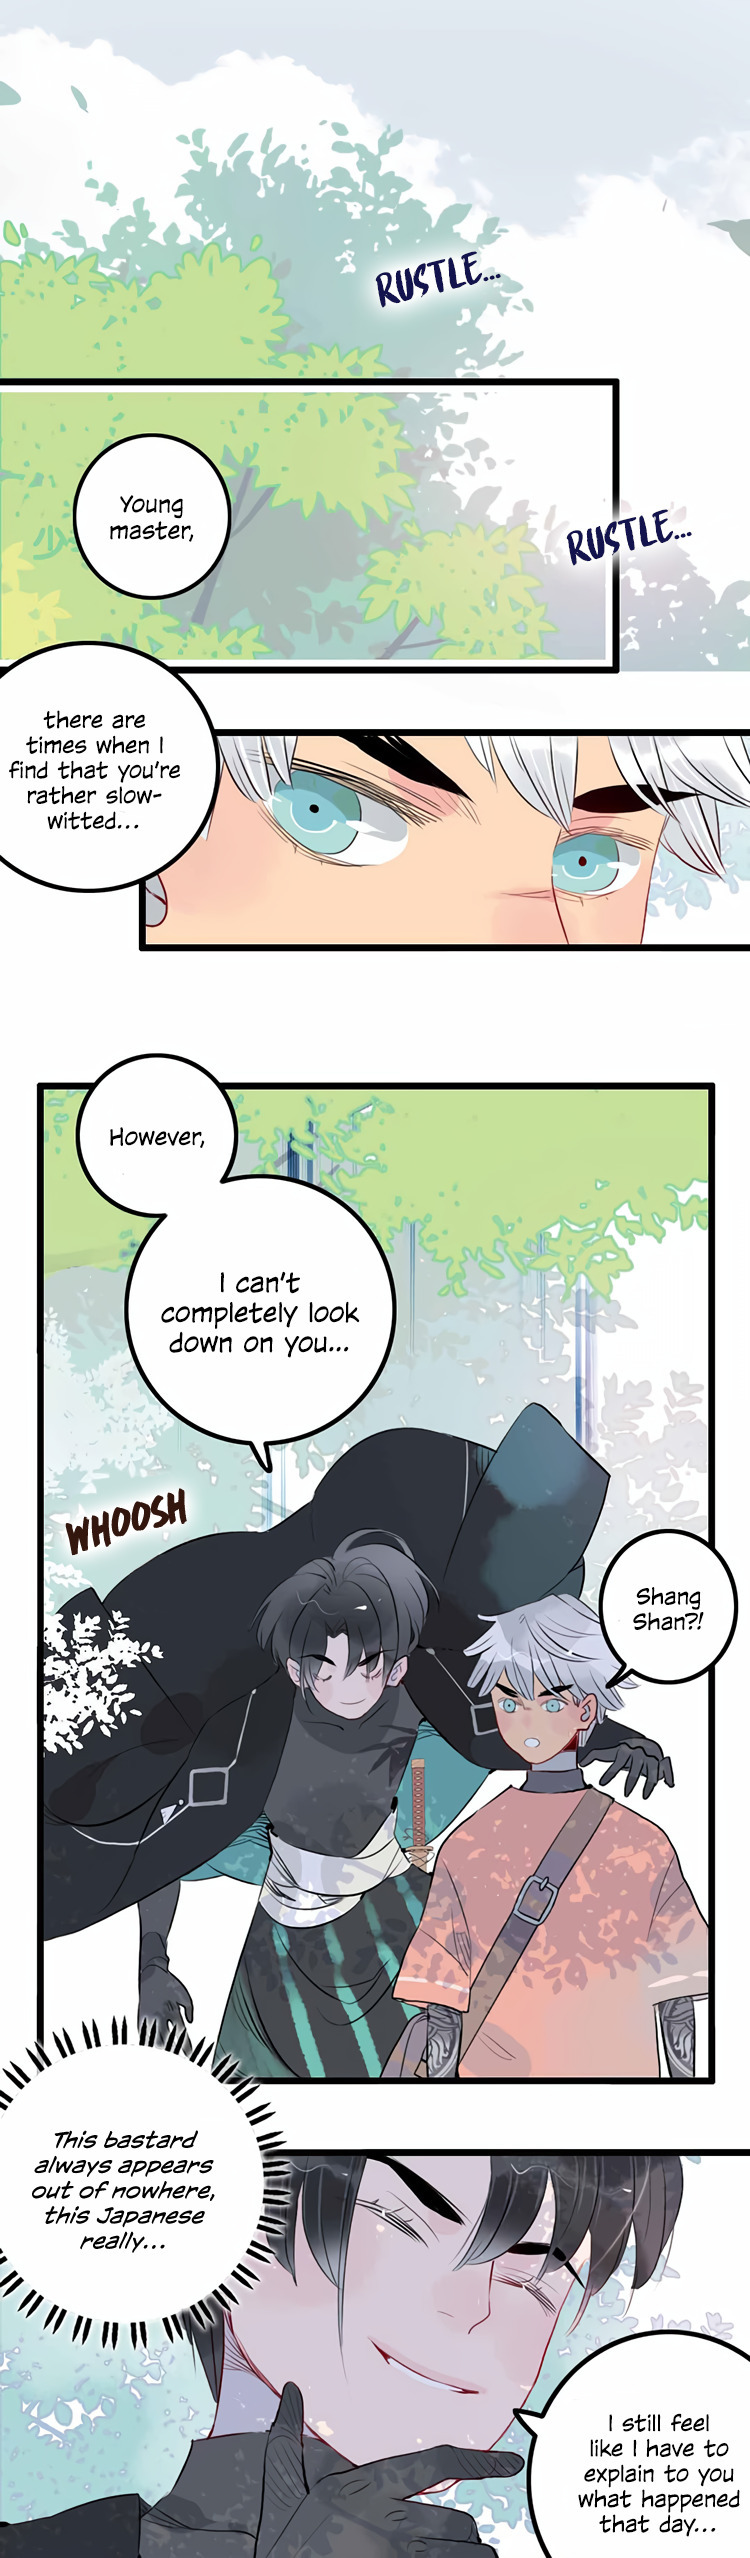 RUSTLE...
Young
master,
少
RUSTLE...
there are
times when I
find that you're
rather slow-
witted...
However,
I can't
completely look
down on you...
WHOOSH
Shang
Shan?!
This bastard
always appears
out of nowhere,
this Japanese
really...
I still feel
like I have to
explain to you
what happened
that day...